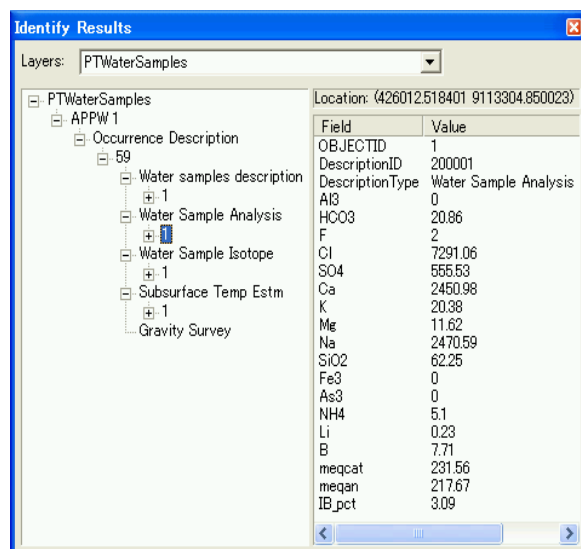 Identify Results
Layers: PTWaterSamples
PTWaterSamples
APPW 1
Occurrence Description
59
Water samples description
1
Water Sample Analysis
1
Water Sample Isotope
1
Subsurface Temp Estm
1
Gravity Survey
Location: (426012.518401 9113304.850023)
Field Value
OBJECTID 1
DescriptionID 200001
DescriptionType Water Sample Analysis
Al3 0
HCO3 20.86
F 2
Cl 7291.06
SO4 555.53
Ca 2450.98
K 20.38
Mg 11.62
Na 2470.59
SiO2 62.25
Fe3 0
As3 0
NH4 5.1
Li 0.23
B 7.71
meqcat 231.56
meqan 217.67
IB_pct 3.09